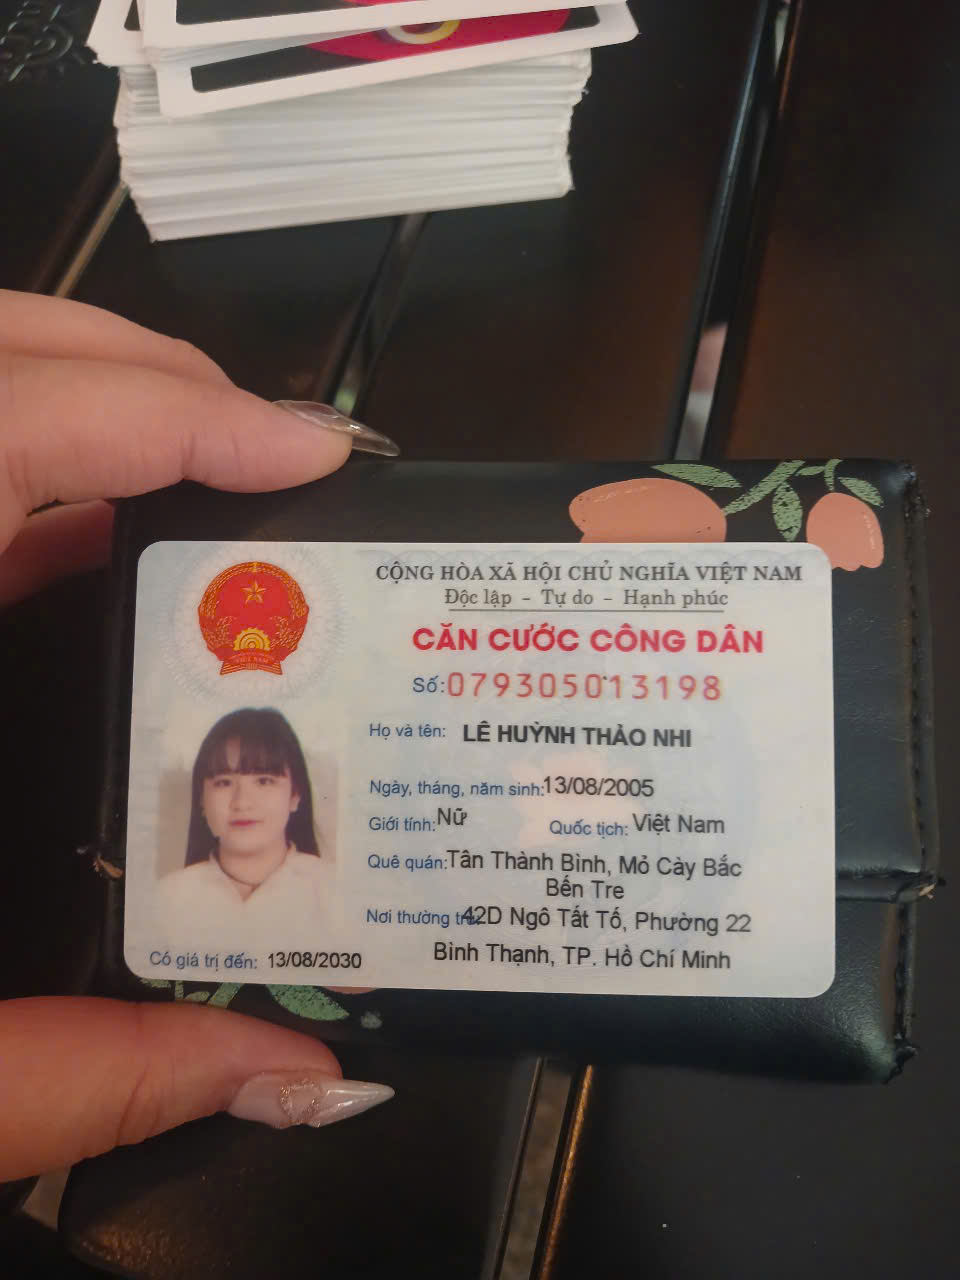 CỘNG HÒA XÃ HỘI CHỦ NGHĨA VIỆT NAM
Độc lập - Tự do - Hạnh phúc
CĂN CƯỚC CÔNG DÂN
Số: 079305013198
Họ và tên: LÊ HUỲNH THẢO NHI
Ngày, tháng, năm sinh: 13/08/2005
Giới tính: Nữ Quốc tịch: Việt Nam
Quê quán: Tân Thành Bình, Mỏ Cày Bắc
Bến Tre
Nơi thường trú: 42D Ngô Tất Tố, Phường 22
Bình Thạnh, TP. Hồ Chí Minh
Có giá trị đến: 13/08/2030
VIỆT NAM